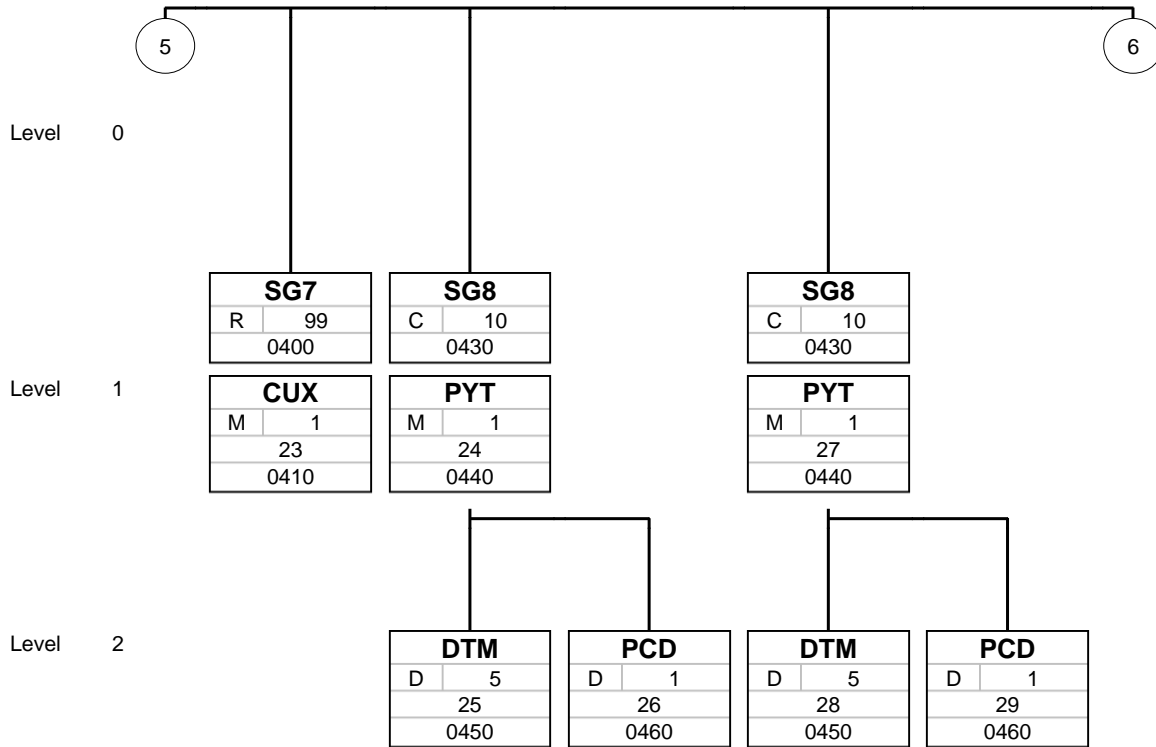 5 6
Level 0
SG7 SG8 SG8
R 99 C 10 C 10
0400 0430 0430
Level 1
CUX PYT PYT
M 1 M 1 M 1
23 24 27
0410 0440 0440
Level 2
DTM PCD DTM PCD
D 5 D 1 D 5 D 1
25 26 28 29
0450 0460 0450 0460